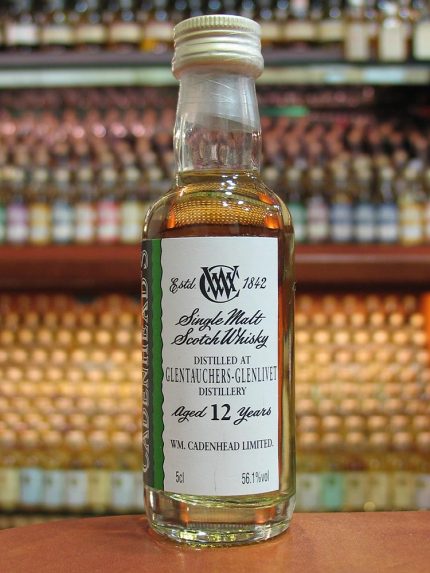 Estd WC 1842
Single Malt
Scotch Whisky
DISTILLED AT
GLENTAUCHERS-GLENLIVET
DISTILLERY
Aged 12 Years
WM. CADENHEAD LIMITED.
5cl 56.1%vol
CADENHEAD'S